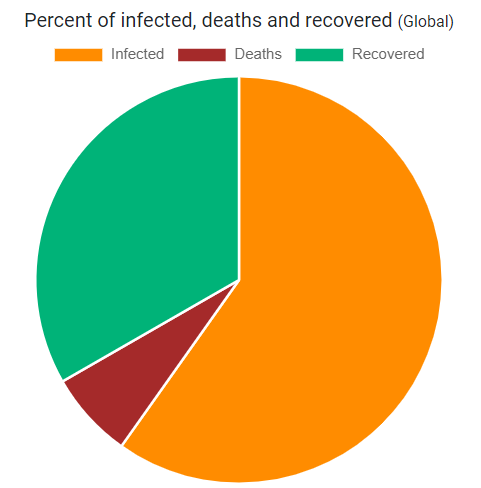 Percent of infected, deaths and recovered (Global)
Infected Deaths Recovered